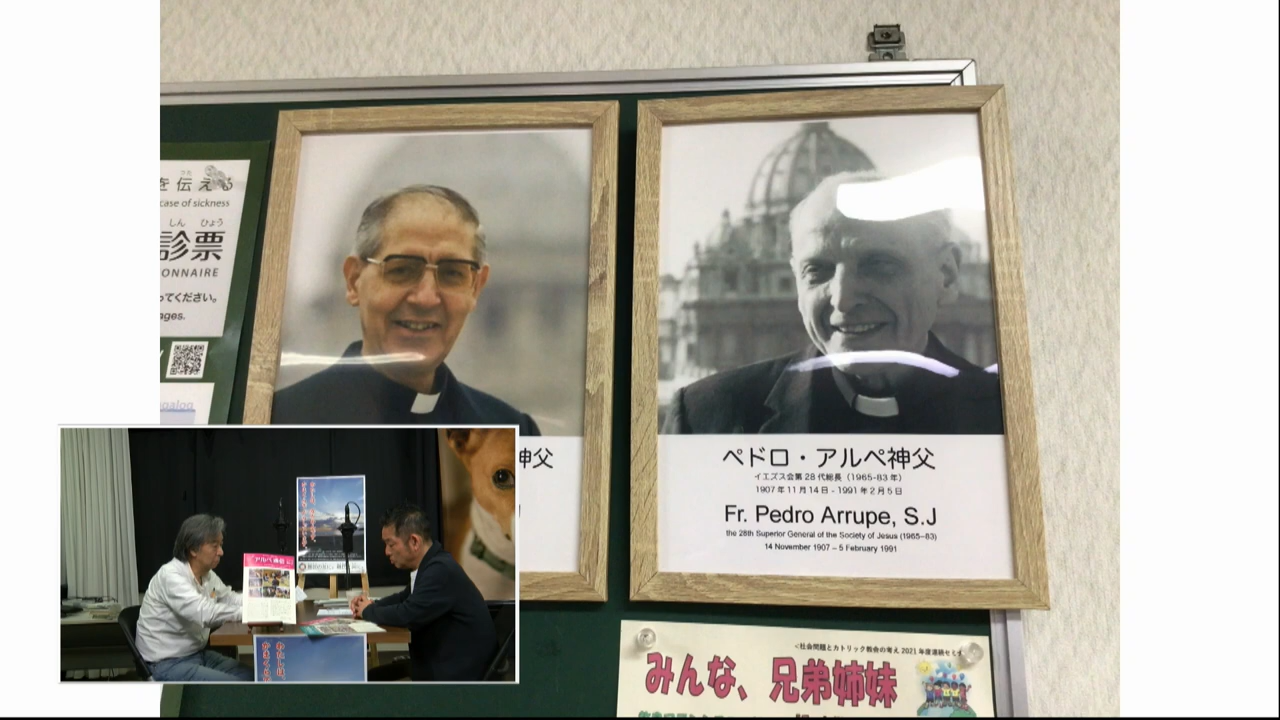 を伝える
case of sickness
しん ひょう
診票
ONNAIRE
ってください。
ages.
神父
ペドロ・アルペ神父
イエズス会第28代総長（1965-83年）
1907年11月14日 - 1991年2月5日
Fr. Pedro Arrupe, S.J
the 28th Superior General of the Society of Jesus (1965–83)
14 November 1907 – 5 February 1991
<社会問題とカトリック教会の考え 2021年度連続セミ
みんな、兄弟姉妹
アルペ